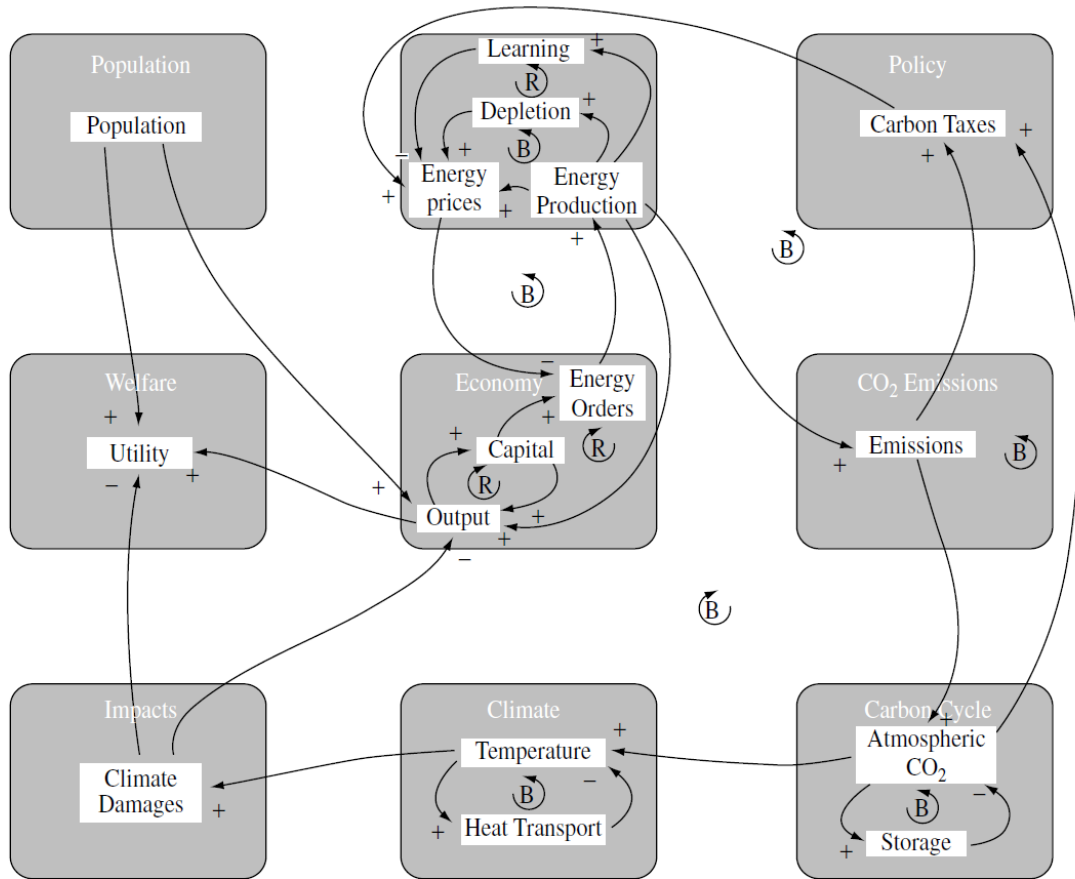 Population
Population
Learning
+
R
Depletion
+
B
−
+
Energy
prices
+
+
Energy
Production
+
Policy
Carbon Taxes
+
+
B
B
Welfare
+
Utility
+
−
Economy
−
Energy
Orders
+
R
+
Capital
R
+
Output
+
+
−
CO₂ Emissions
Emissions
+
B
B
Impacts
Climate
Damages
+
Climate
+
Temperature
−
B
+
Heat Transport
Carbon Cycle
+
Atmospheric
CO₂
−
B
+
Storage